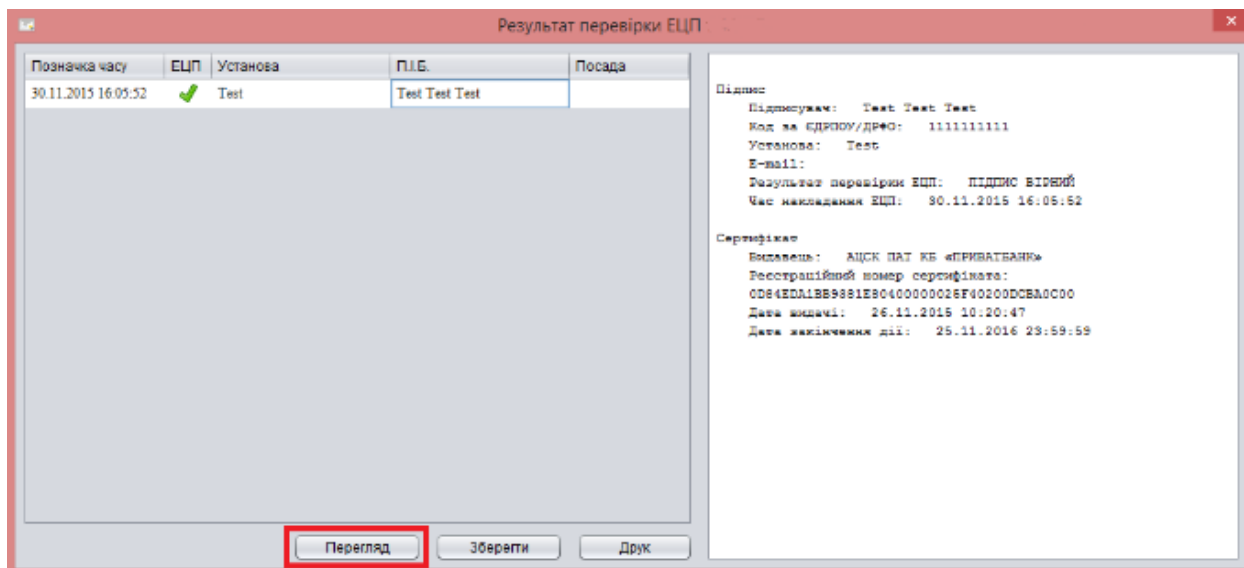 Результат перевірки ЕЦП
Позначка часу ЕЦП Установа П.І.Б. Посада
30.11.2015 16:05:52 Test Test Test Test
Підпис
Підписувач: Test Test Test
Код за ЄДРПОУ/ДРФО: 1111111111
Установа: Test
E-mail:
Результат перевірки ЕЦП: ПІДПИС ВІРНИЙ
Час накладання ЕЦП: 30.11.2015 16:05:52
Сертифікат
Видавець: АЦСК ПАТ КБ «ПРИВАТБАНК»
Реєстраційний номер сертифіката:
Дата видачі: 26.11.2015 10:20:47
Дата закінчення дії: 25.11.2016 23:59:59
Перегляд Зберегти Друк